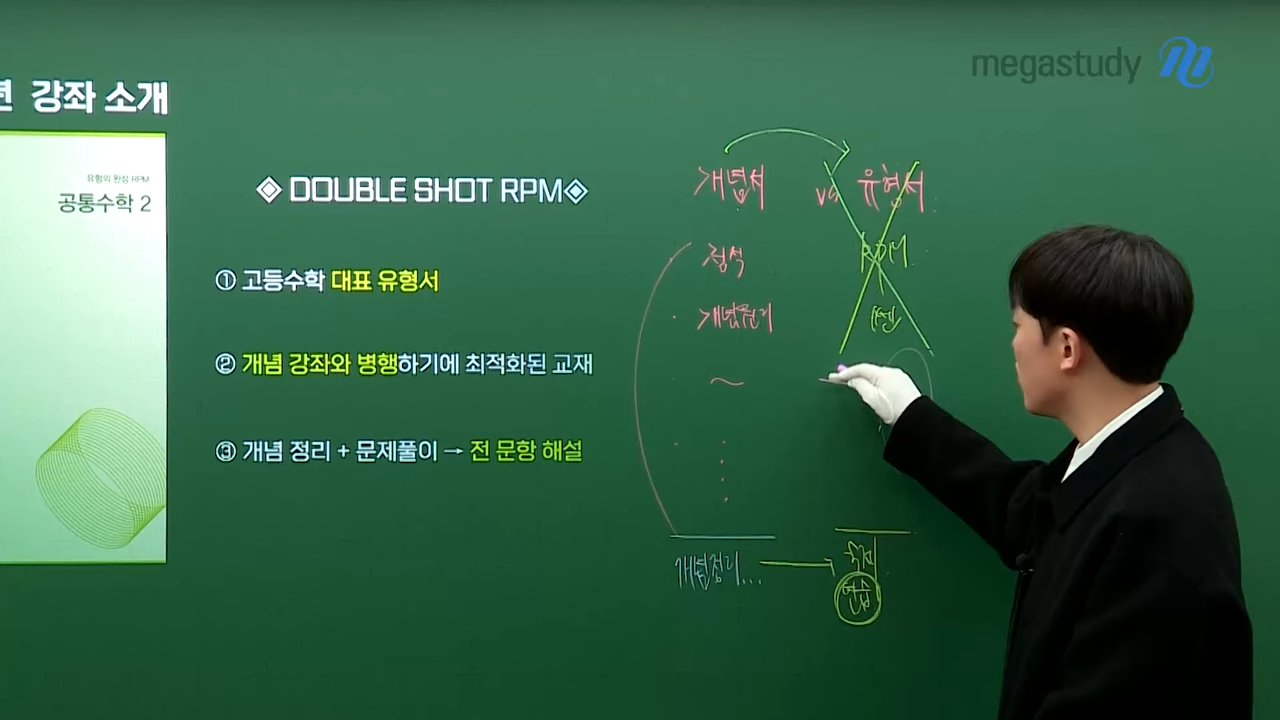 megastudy
년 강좌 소개
유형의 완성 RPM
공통수학 2
DOUBLE SHOT RPM
① 고등수학 대표 유형서
② 개념 강좌와 병행하기에 최적화된 교재
③ 개념 정리 + 문제풀이 → 전 문항 해설
개념서 vs 유형서
정석 RPM
개념원리 쎈
~
개념정리... → 숙제
연습